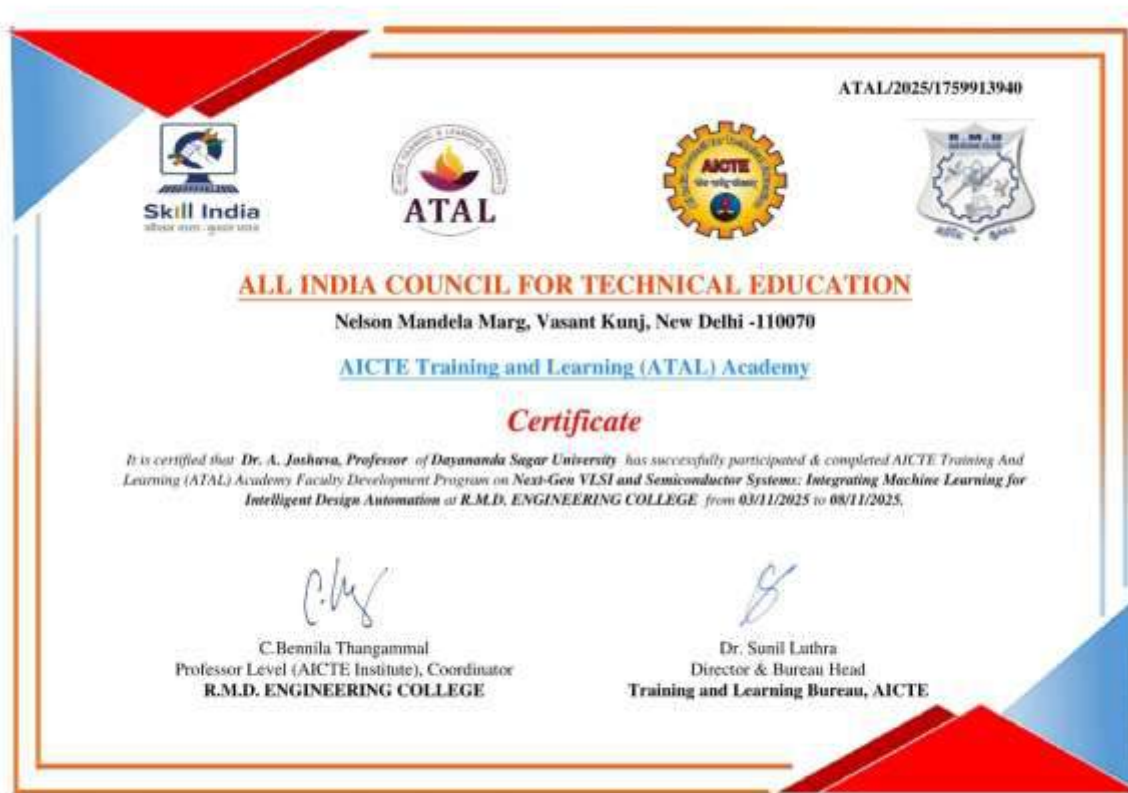 ATAL/2025/1759913940
Skill India
AICTE TRAINING & LEARNING ACADEMY
ATAL
AICTE
R.M.D
ALL INDIA COUNCIL FOR TECHNICAL EDUCATION
Nelson Mandela Marg, Vasant Kunj, New Delhi -110070
AICTE Training and Learning (ATAL) Academy
Certificate
It is certified that Dr. A. Joshuva, Professor of Dayananda Sagar University has successfully participated & completed AICTE Training And
Learning (ATAL) Academy Faculty Development Program on Next-Gen VLSI and Semiconductor Systems: Integrating Machine Learning for
Intelligent Design Automation at R.M.D. ENGINEERING COLLEGE from 03/11/2025 to 08/11/2025.
C.Bennila Thangammal
Professor Level (AICTE Institute), Coordinator
R.M.D. ENGINEERING COLLEGE
Dr. Sunil Luthra
Director & Bureau Head
Training and Learning Bureau, AICTE